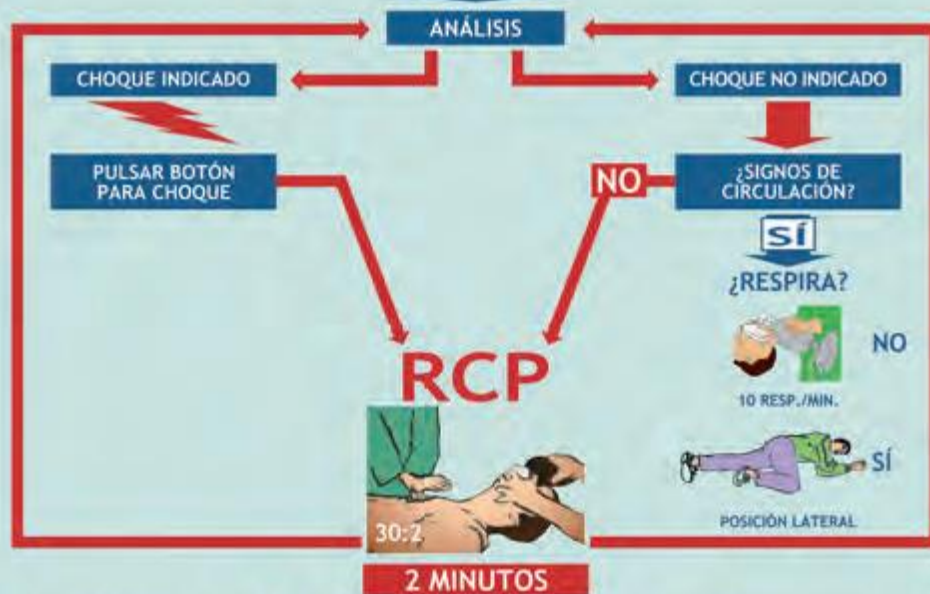 ANÁLISIS
CHOQUE INDICADO
CHOQUE NO INDICADO
PULSAR BOTÓN
PARA CHOQUE
NO
¿SIGNOS DE
CIRCULACIÓN?
SÍ
¿RESPIRA?
NO
10 RESP./MIN.
RCP
SÍ
POSICIÓN LATERAL
30:2
2 MINUTOS